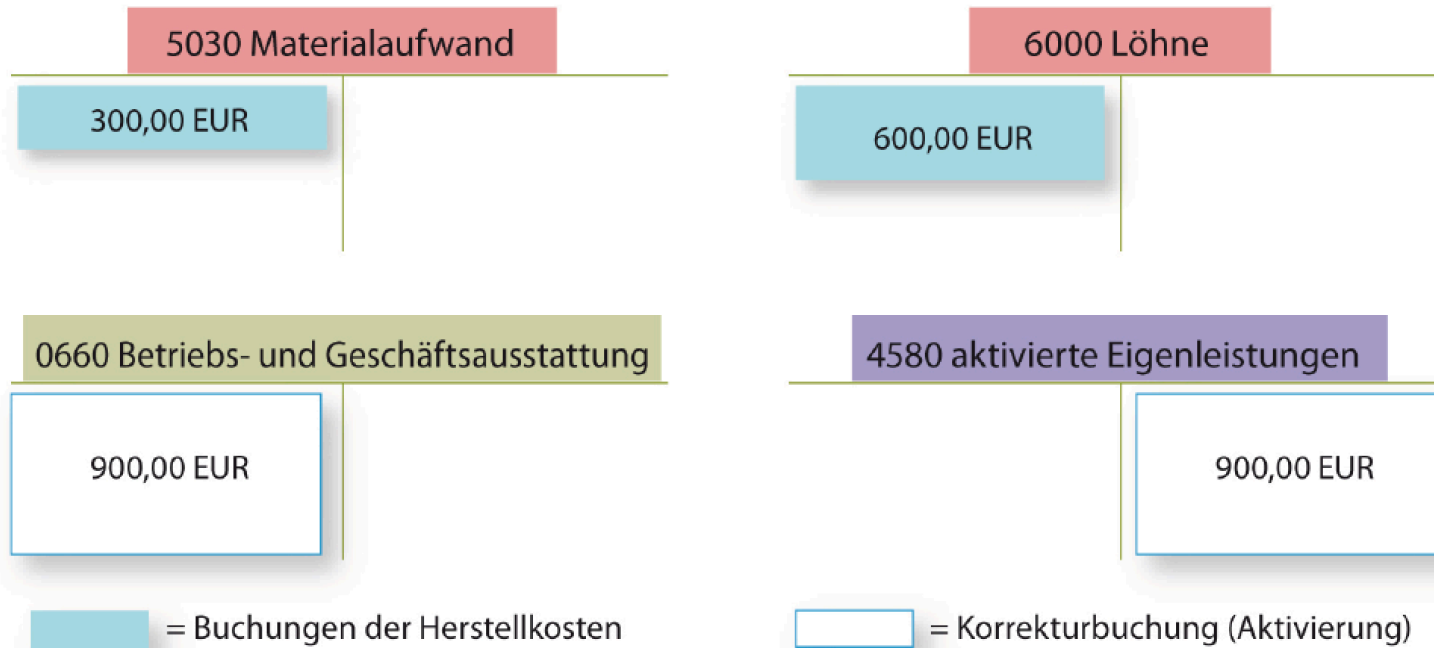 5030 Materialaufwand
6000 Löhne
300,00 EUR
600,00 EUR
0660 Betriebs- und Geschäftsausstattung
4580 aktivierte Eigenleistungen
900,00 EUR
900,00 EUR
= Buchungen der Herstellkosten
= Korrekturbuchung (Aktivierung)